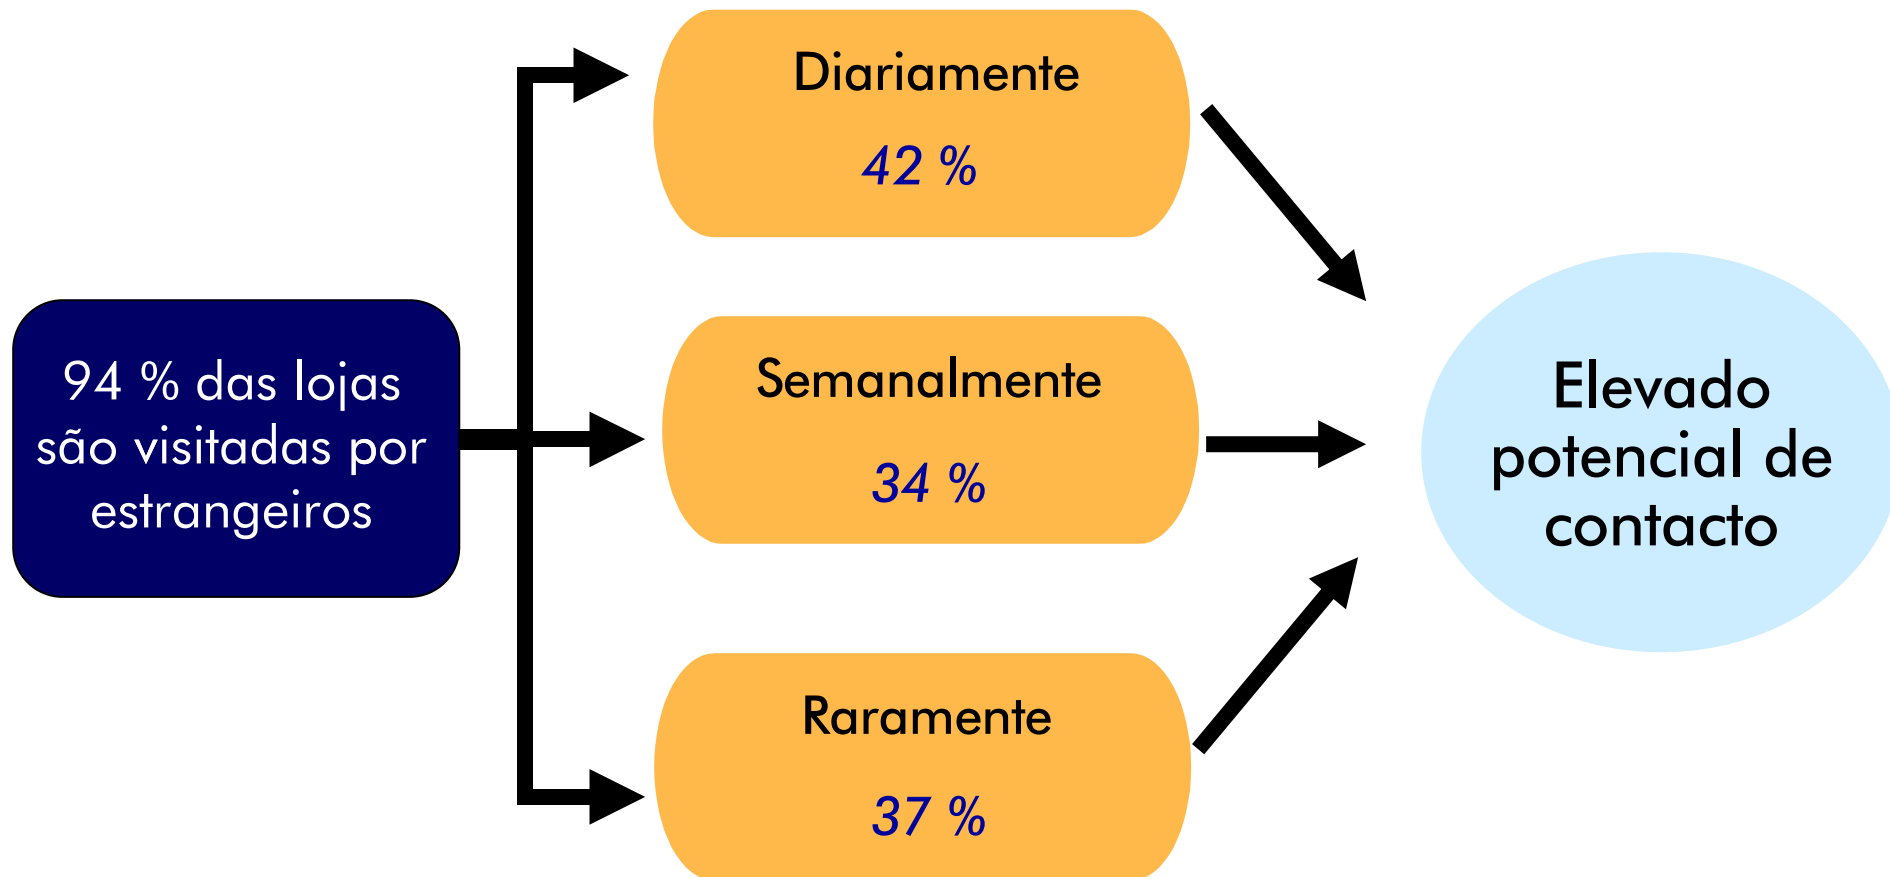 94 % das lojas
são visitadas por
estrangeiros
Diariamente
42 %
Semanalmente
34 %
Raramente
37 %
Elevado
potencial de
contacto